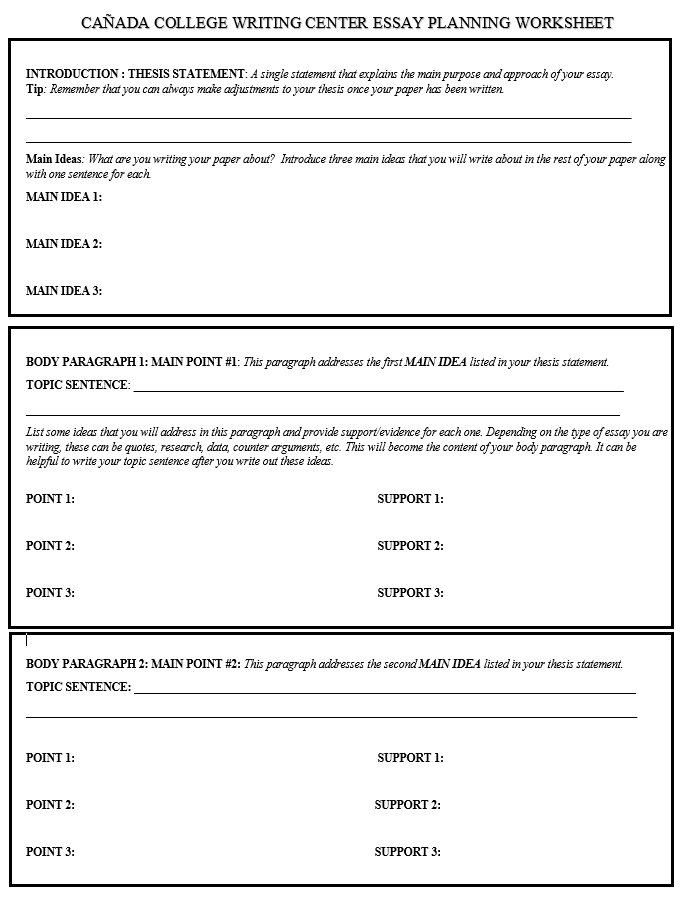 CAÑADA COLLEGE WRITING CENTER ESSAY PLANNING WORKSHEET
INTRODUCTION : THESIS STATEMENT: A single statement that explains the main purpose and approach of your essay.
Tip: Remember that you can always make adjustments to your thesis once your paper has been written.
Main Ideas: What are you writing your paper about?  Introduce three main ideas that you will write about in the rest of your paper along
with one sentence for each.
MAIN IDEA 1:
MAIN IDEA 2:
MAIN IDEA 3:
BODY PARAGRAPH 1: MAIN POINT #1: This paragraph addresses the first MAIN IDEA listed in your thesis statement.
TOPIC SENTENCE:
List some ideas that you will address in this paragraph and provide support/evidence for each one. Depending on the type of essay you are
writing, these can be quotes, research, data, counter arguments, etc. This will become the content of your body paragraph. It can be
helpful to write your topic sentence after you write out these ideas.
POINT 1: SUPPORT 1:
POINT 2: SUPPORT 2:
POINT 3: SUPPORT 3:
BODY PARAGRAPH 2: MAIN POINT #2: This paragraph addresses the second MAIN IDEA listed in your thesis statement.
TOPIC SENTENCE:
POINT 1: SUPPORT 1:
POINT 2: SUPPORT 2:
POINT 3: SUPPORT 3: